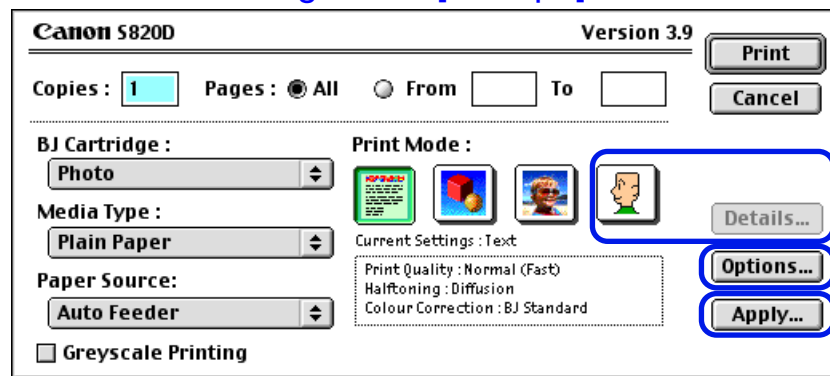 Canon S820D Version 3.9
Print
Copies : 1 Pages : All From To
Cancel
BJ Cartridge : Print Mode :
Photo
Media Type :
Details...
Plain Paper
Current Settings : Text
Options...
Print Quality : Normal (Fast)
Paper Source:
Halftoning : Diffusion
Auto Feeder
Colour Correction : BJ Standard
Apply...
Greyscale Printing